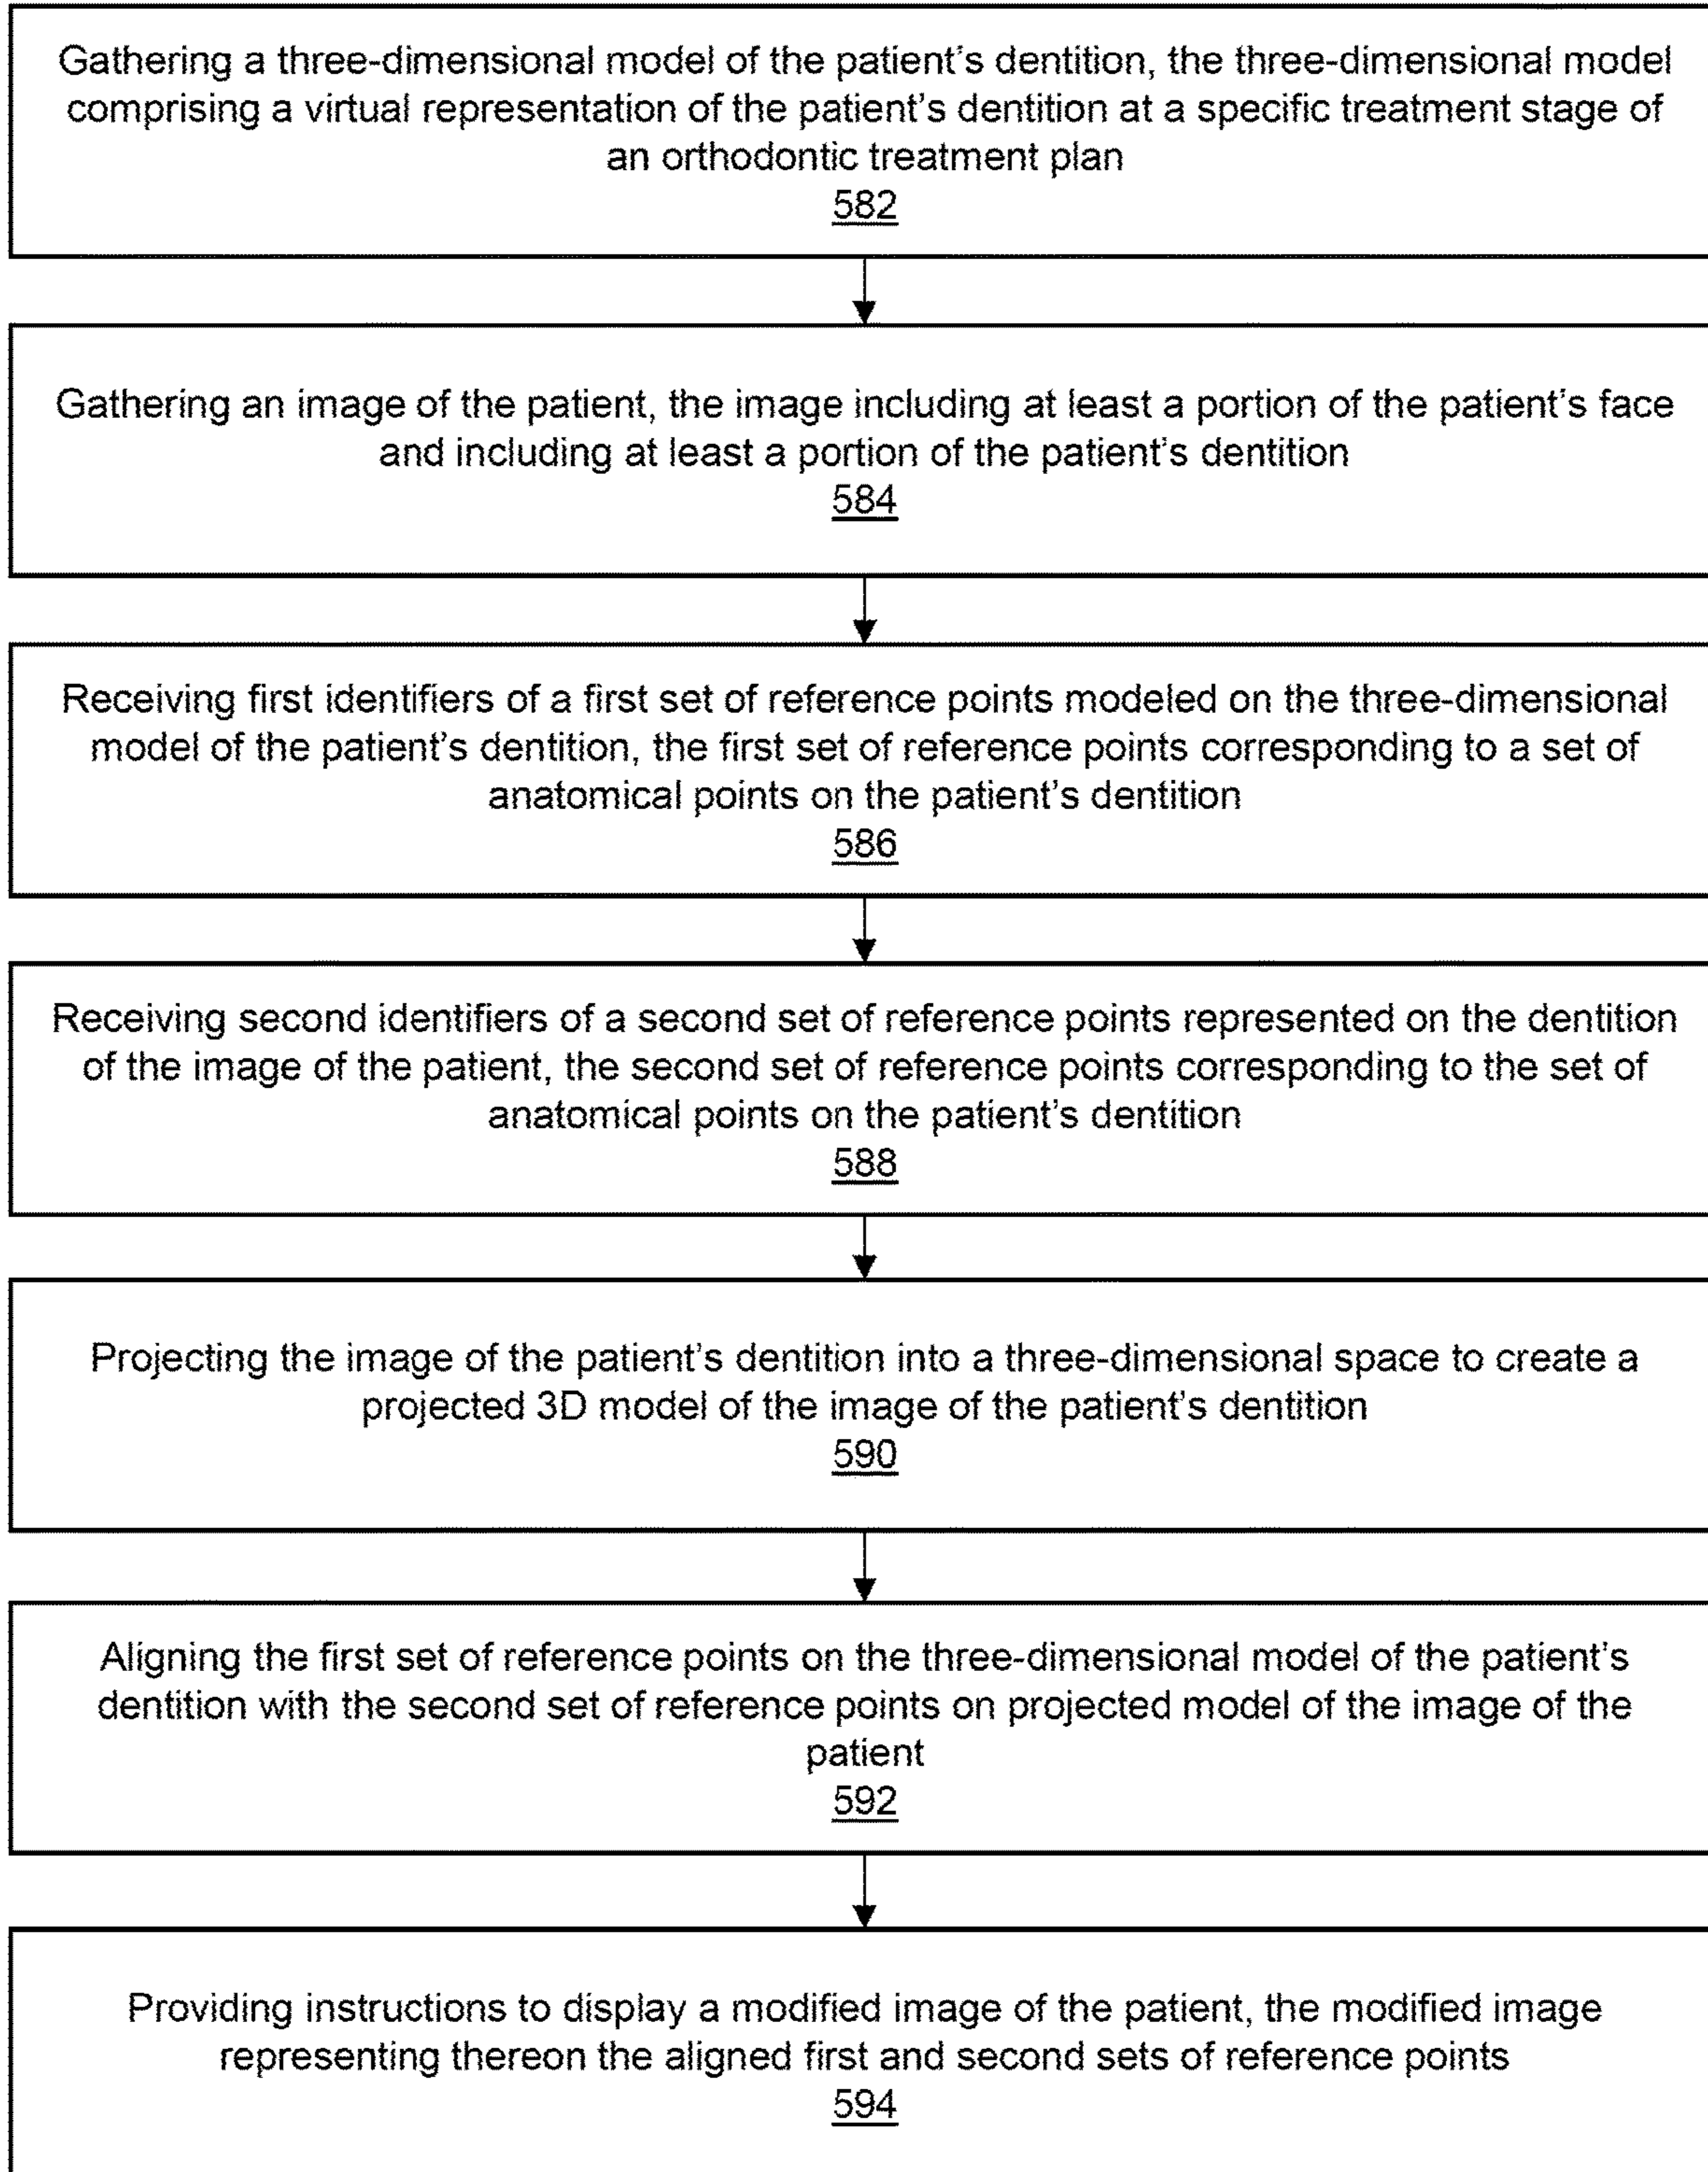 Gathering a three-dimensional model of the patient's dentition, the three-dimensional model
comprising a virtual representation of the patient's dentition at a specific treatment stage of
an orthodontic treatment plan
582
Gathering an image of the patient, the image including at least a portion of the patient's face
and including at least a portion of the patient's dentition
584
Receiving first identifiers of a first set of reference points modeled on the three-dimensional
model of the patient's dentition, the first set of reference points corresponding to a set of
anatomical points on the patient's dentition
586
Receiving second identifiers of a second set of reference points represented on the dentition
of the image of the patient, the second set of reference points corresponding to the set of
anatomical points on the patient's dentition
588
Projecting the image of the patient's dentition into a three-dimensional space to create a
projected 3D model of the image of the patient's dentition
590
Aligning the first set of reference points on the three-dimensional model of the patient's
dentition with the second set of reference points on projected model of the image of the
patient
592
Providing instructions to display a modified image of the patient, the modified image
representing thereon the aligned first and second sets of reference points
594